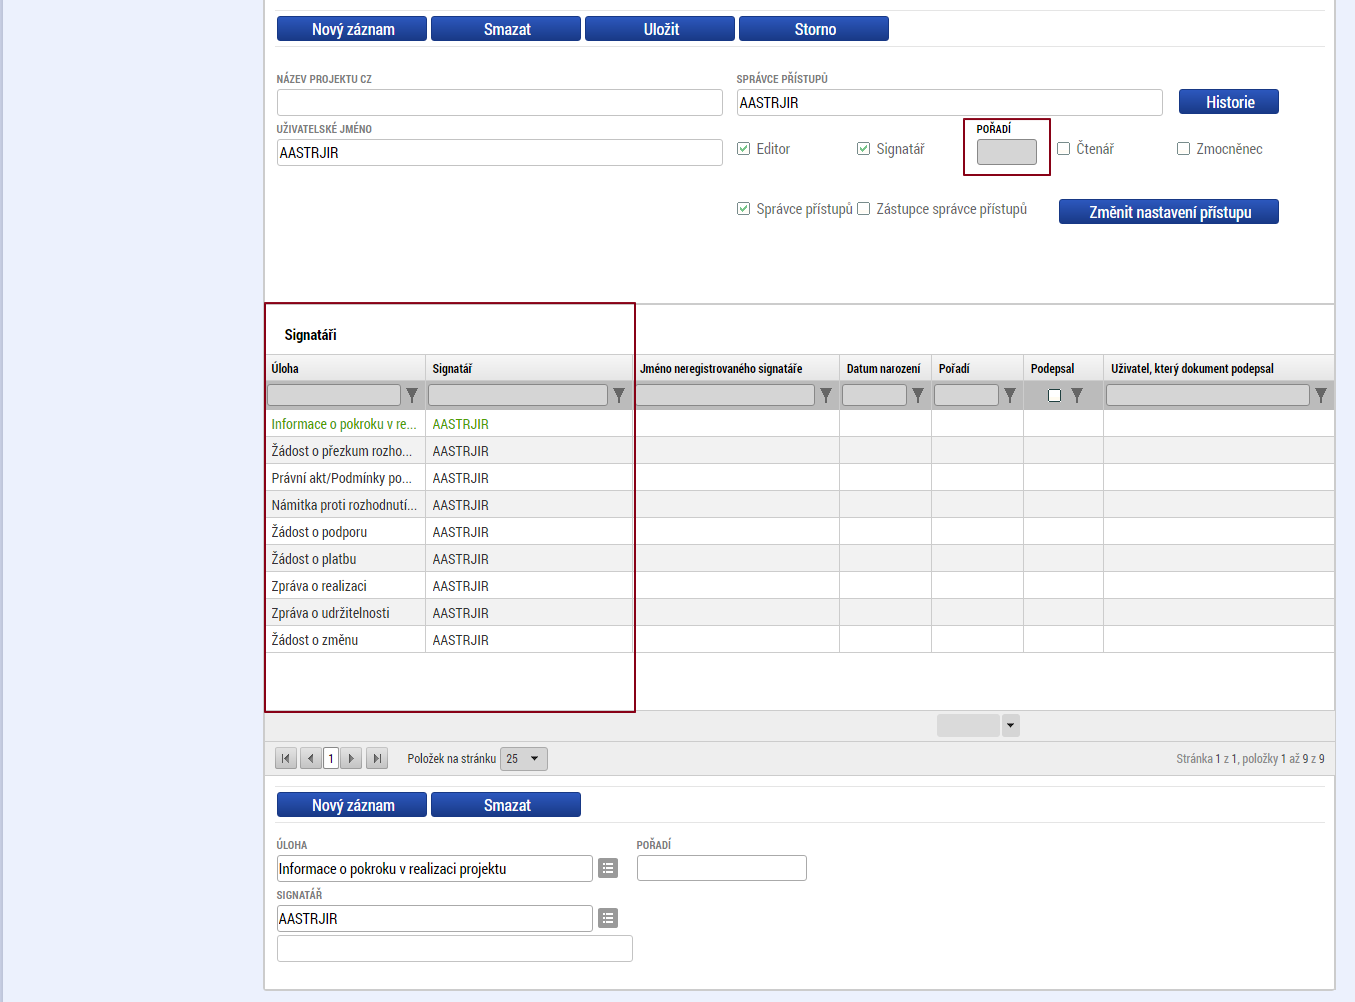 Nový záznam Smazat Uložit Storno
NÁZEV PROJEKTU CZ SPRÁVCE PŘÍSTUPŮ
AASTRJIR Historie
UŽIVATELSKÉ JMÉNO POŘADÍ
AASTRJIR Editor Signatář Čtenář Zmocněnec
Správce přístupů Zástupce správce přístupů Změnit nastavení přístupu
Signatáři
Úloha Signatář Jméno neregistrovaného signatáře Datum narození Pořadí Podepsal Uživatel, který dokument podepsal
Informace o pokroku v re... AASTRJIR
Žádost o přezkum rozho... AASTRJIR
Právní akt/Podmínky po... AASTRJIR
Námitka proti rozhodnutí... AASTRJIR
Žádost o podporu AASTRJIR
Žádost o platbu AASTRJIR
Zpráva o realizaci AASTRJIR
Zpráva o udržitelnosti AASTRJIR
Žádost o změnu AASTRJIR
1 Položek na stránku 25 Stránka 1 z 1, položky 1 až 9 z 9
Nový záznam Smazat
ÚLOHA POŘADÍ
Informace o pokroku v realizaci projektu
SIGNATÁŘ
AASTRJIR